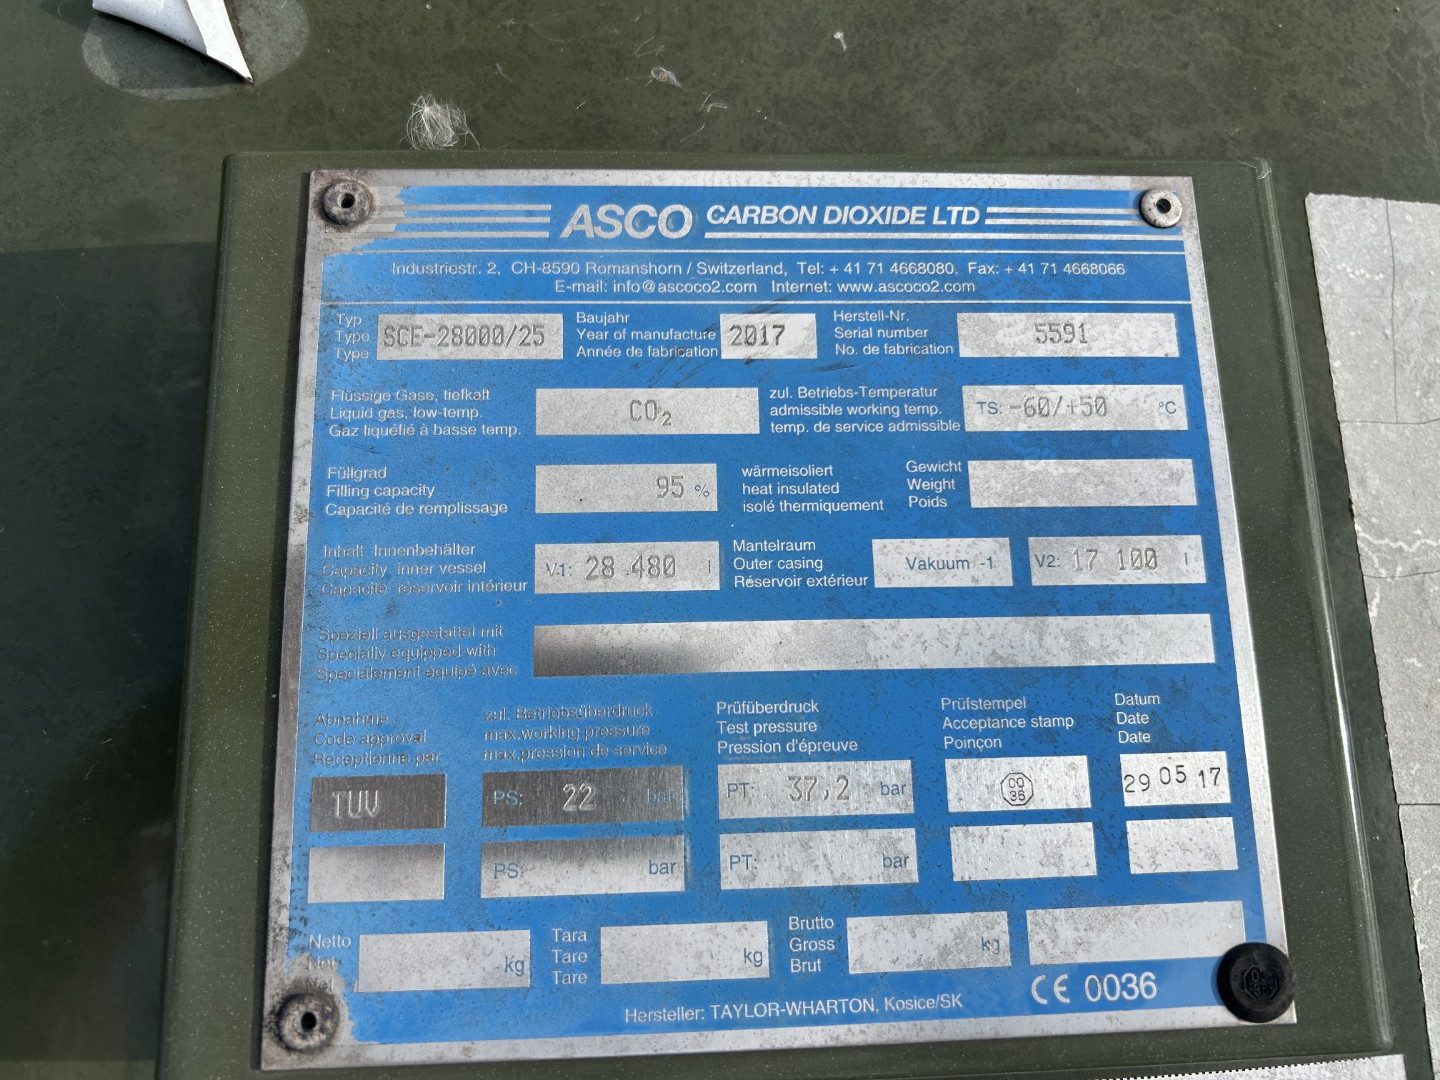 ASCO CARBON DIOXIDE LTD
Industriestr. 2, CH-8590 Romanshorn / Switzerland, Tel: + 41 71 4668080, Fax: + 41 71 4668066
E-mail: info@ascoco2.com Internet: www.ascoco2.com
Typ
Type
Type
SCE-28000/25
Baujahr
Year of manufacture
Année de fabrication
2017
Herstell-Nr.
Serial number
No. de fabrication
5591
Flüssige Gase, tiefkalt
Liquid gas, low-temp.
Gaz liquéfié à basse temp.
CO₂
zul. Betriebs-Temperatur
admissible working temp.
temp. de service admissible
TS: -60/+50 °C
Füllgrad
Filling capacity
Capacité de remplissage
95 %
wärmeisoliert
heat insulated
isolé thermiquement
Gewicht
Weight
Poids
Inhalt Innenbehälter
Capacity inner vessel
Capacité réservoir intérieur
V1: 28 480 l
Mantelraum
Outer casing
Réservoir extérieur
Vakuum -1
V2: 17 100 l
Speziell ausgestattet mit
Specially equipped with
Specialement équipé avec
Abnahme
Code approval
Receptionné par
zul. Betriebsüberdruck
max.working pressure
max.pression de service
Prüfüberdruck
Test pressure
Pression d'épreuve
Prüfstempel
Acceptance stamp
Poinçon
Datum
Date
Date
TUV
PS: 22 bar
PT: 37,2 bar
29 05 17
PS: bar
PT: bar
Netto
Net
kg
Tara
Tare
Tare
kg
Brutto
Gross
Brut
kg
CE 0036
Hersteller: TAYLOR-WHARTON, Kosice/SK